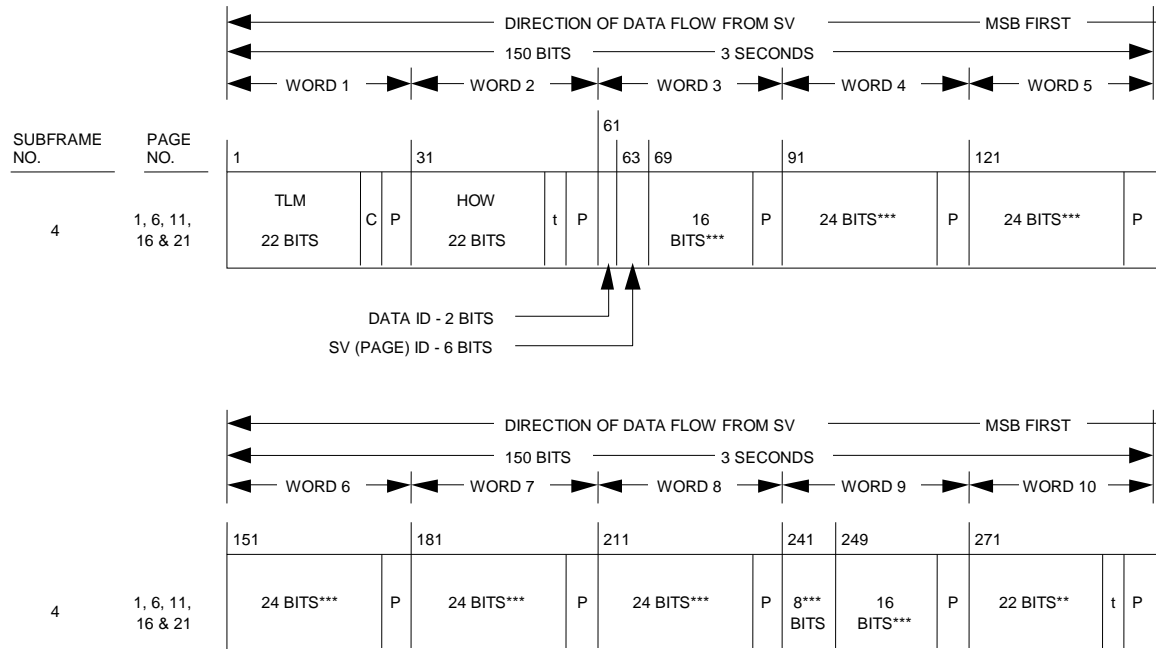 DIRECTION OF DATA FLOW FROM SV MSB FIRST
150 BITS 3 SECONDS
WORD 1 WORD 2 WORD 3 WORD 4 WORD 5
SUBFRAME NO.
PAGE NO.
1 31 61 63 69 91 121
4
1, 6, 11,
16 & 21
TLM
22 BITS
C P
HOW
22 BITS
t P
16
BITS***
P
24 BITS*** P
24 BITS*** P
DATA ID - 2 BITS
SV (PAGE) ID - 6 BITS
DIRECTION OF DATA FLOW FROM SV MSB FIRST
150 BITS 3 SECONDS
WORD 6 WORD 7 WORD 8 WORD 9 WORD 10
151 181 211 241 249 271
4
1, 6, 11,
16 & 21
24 BITS*** P
24 BITS*** P
24 BITS*** P
8***
BITS
16
BITS***
P
22 BITS** t P